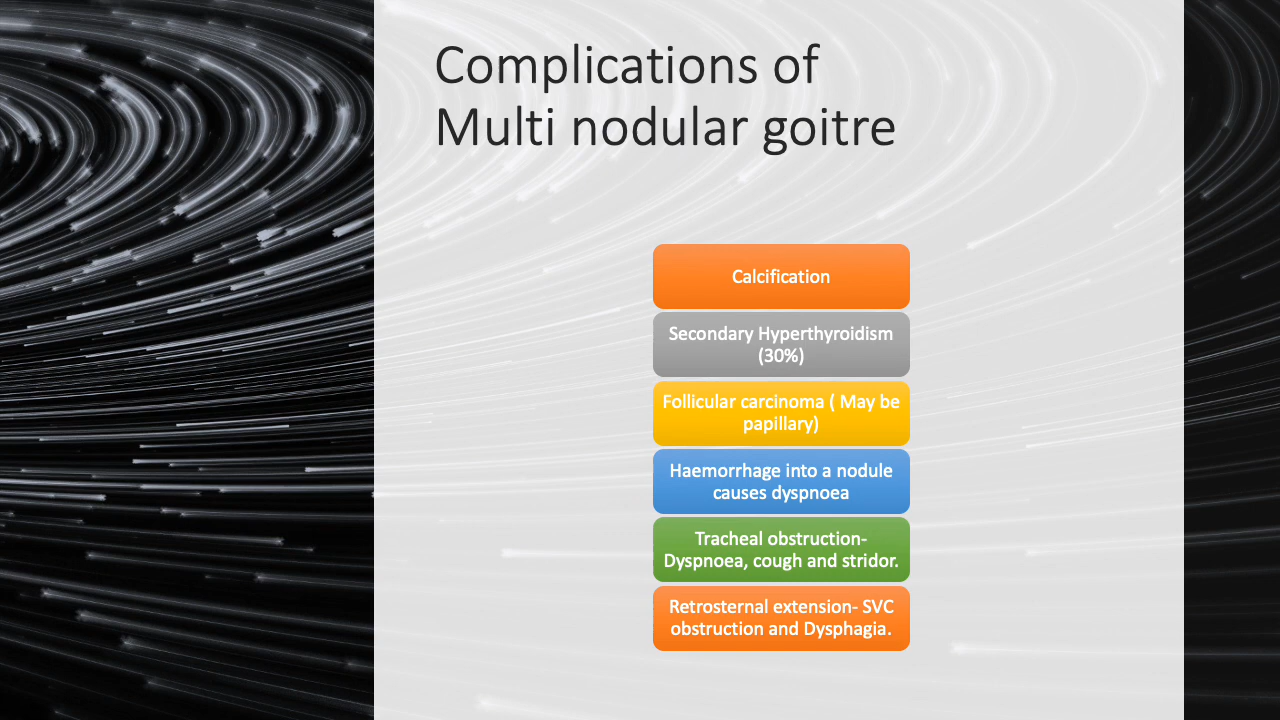 Complications of
Multi nodular goitre
Calcification
Secondary Hyperthyroidism
(30%)
Follicular carcinoma ( May be
papillary)
Haemorrhage into a nodule
causes dyspnoea
Tracheal obstruction-
Dyspnoea, cough and stridor.
Retrosternal extension- SVC
obstruction and Dysphagia.